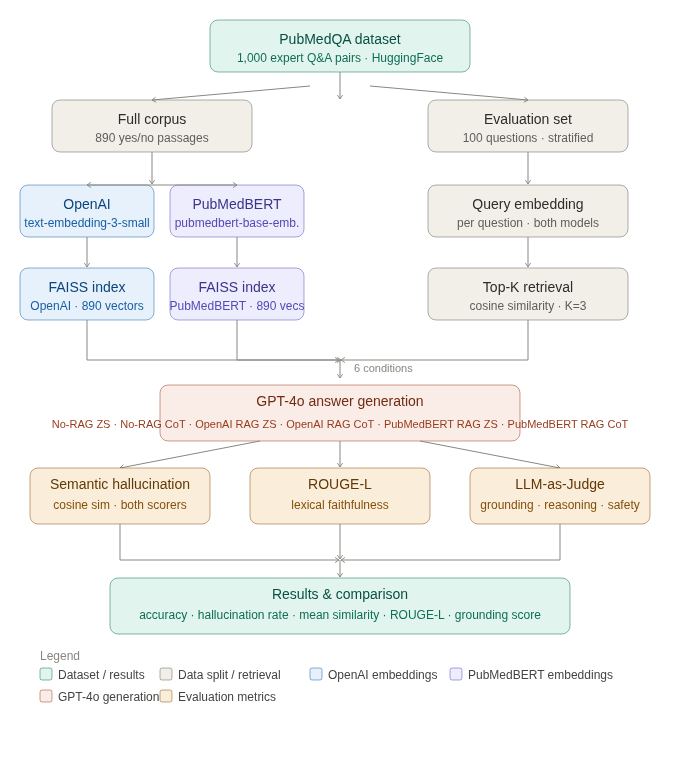 PubMedQA dataset
1,000 expert Q&A pairs · HuggingFace
Full corpus
890 yes/no passages
Evaluation set
100 questions · stratified
OpenAI
text-embedding-3-small
PubMedBERT
pubmedbert-base-emb.
Query embedding
per question · both models
FAISS index
OpenAI · 890 vectors
FAISS index
PubMedBERT · 890 vecs
Top-K retrieval
cosine similarity · K=3
6 conditions
GPT-4o answer generation
No-RAG ZS · No-RAG CoT · OpenAI RAG ZS · OpenAI RAG CoT · PubMedBERT RAG ZS · PubMedBERT RAG CoT
Semantic hallucination
cosine sim · both scorers
ROUGE-L
lexical faithfulness
LLM-as-Judge
grounding · reasoning · safety
Results & comparison
accuracy · hallucination rate · mean similarity · ROUGE-L · grounding score
Legend
Dataset / results
Data split / retrieval
OpenAI embeddings
PubMedBERT embeddings
GPT-4o generation
Evaluation metrics